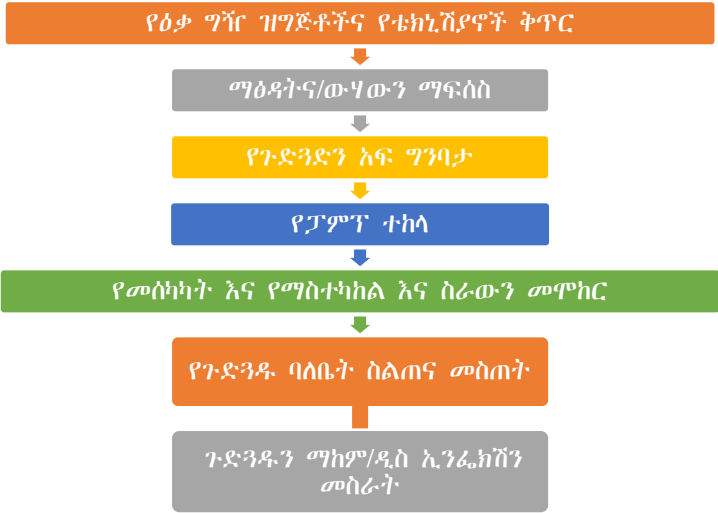 የዕቃ ግዥ ዝግጅቶችና የቴክኒሽያኖች ቅጥር
ማፅዳትና/ውሃውን ማፍሰስ
የጉድጓድን አፍ ግንባታ
የፓምፕ ተከላ
የመሰካካት እና የማስተካከል እና ስራውን መሞከር
የጉድጓዱ ባለቤት ስልጠና መስጠት
ጉድጓዱን ማከም/ዲስ ኢንፌክሽን
መስራት